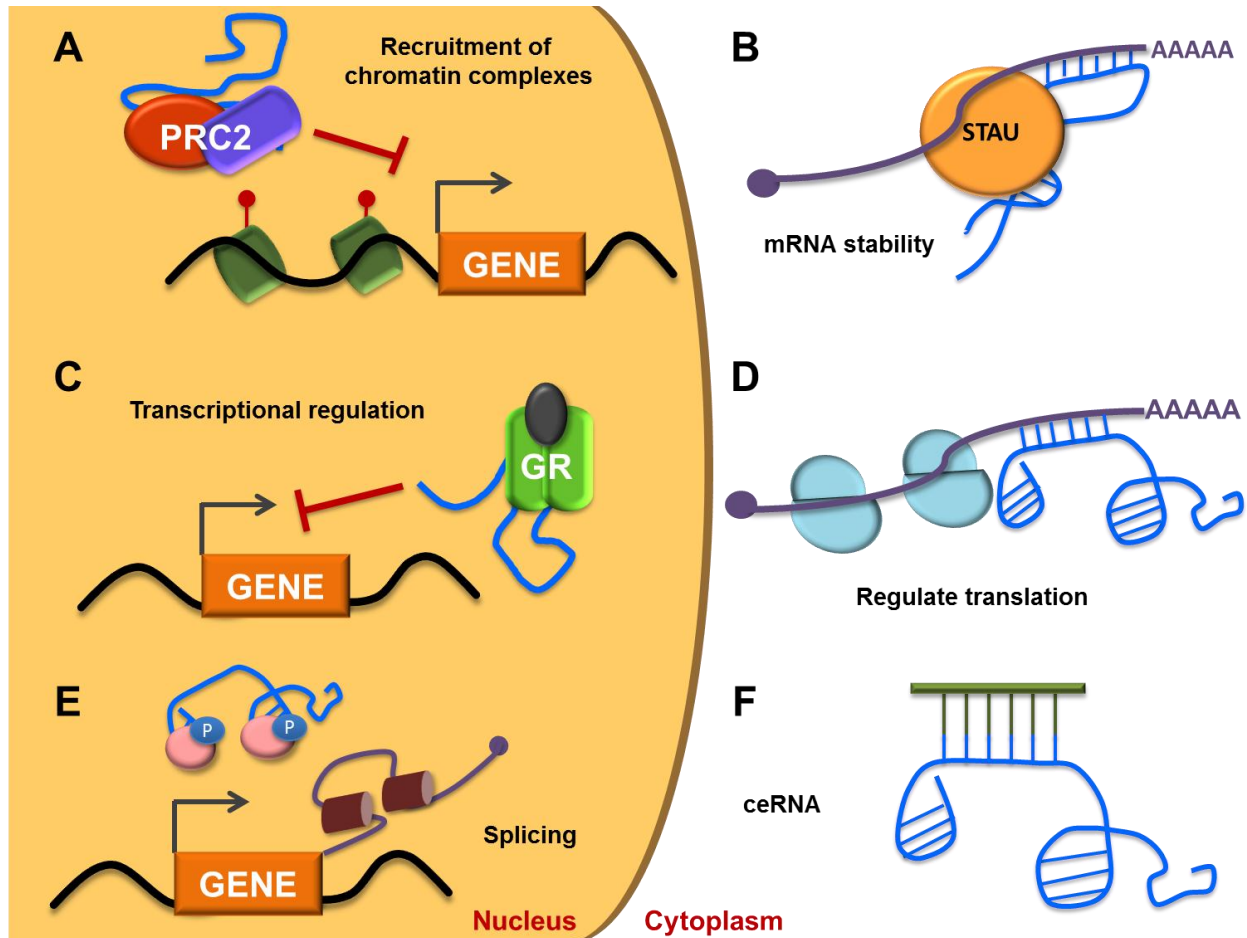 A
Recruitment of
chromatin complexes
PRC2
GENE
B
AAAAA
STAU
mRNA stability
C
Transcriptional regulation
GR
GENE
D
AAAAA
Regulate translation
E
P
P
Splicing
GENE
F
ceRNA
Nucleus
Cytoplasm